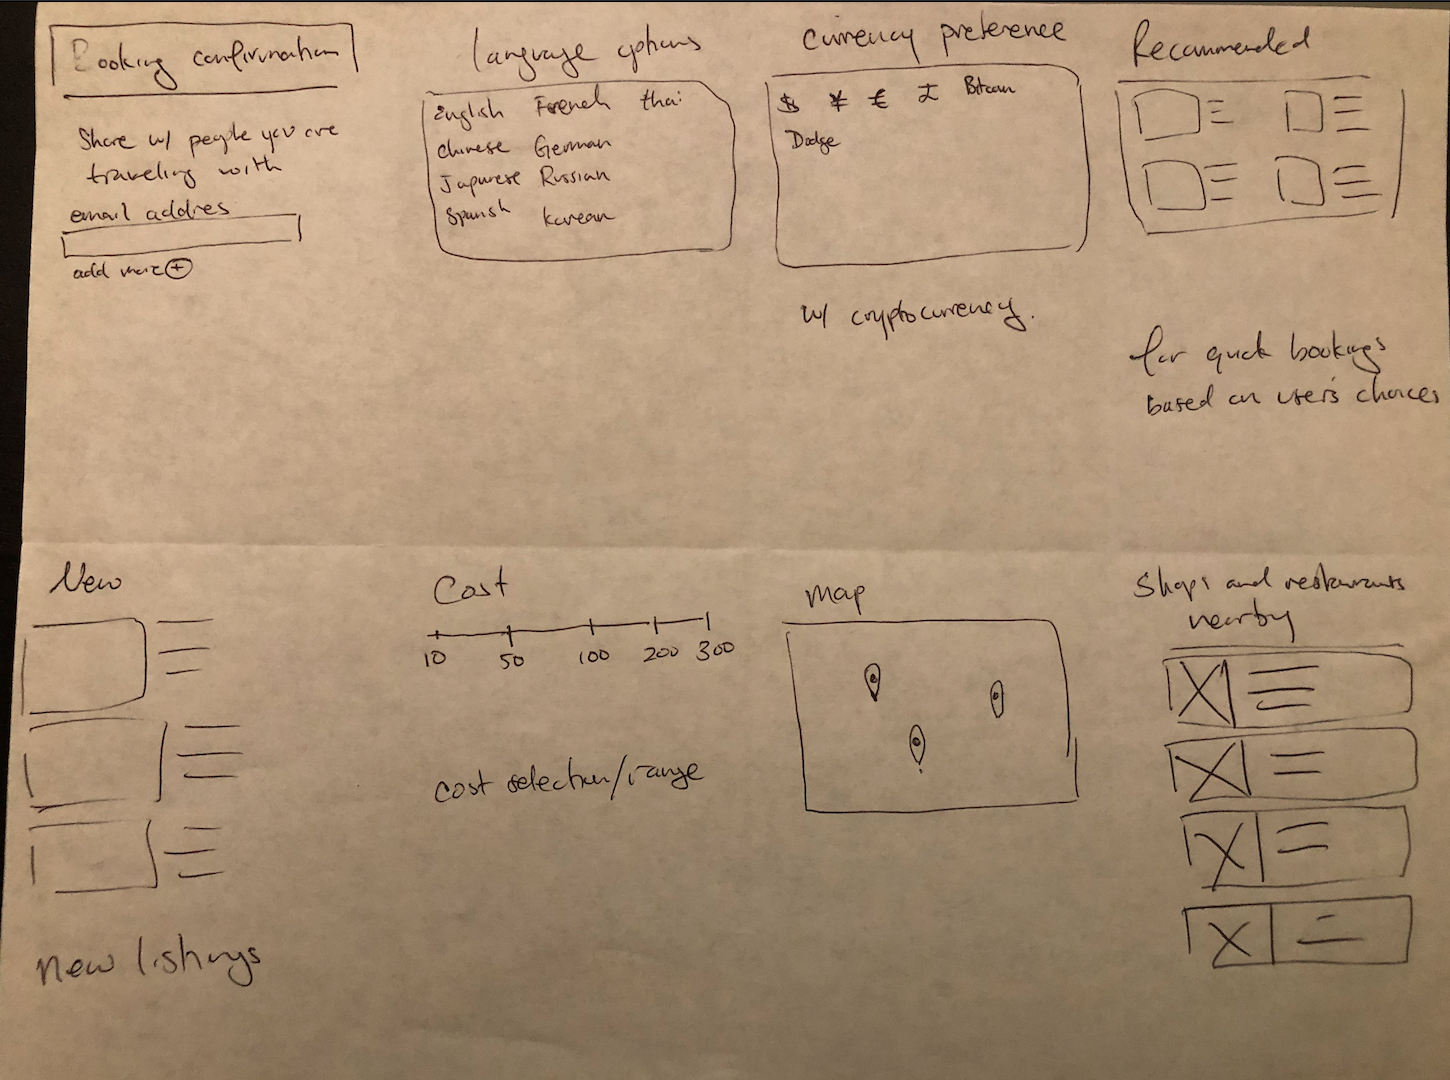 Booking confirmation
Share w/ people you are
traveling with
email addres
add more +
language options
English French thai
Chinese German
Japanese Russian
Spanish Korean
currency preference
$ ¥ € £ Bitcoin
Dodge
w/ cryptocurrency.
Recommended
for quick bookings
based on user's choices
New
new listings
Cost
10 50 100 200 300
cost selection/range
map
Shops and restaurants
nearby